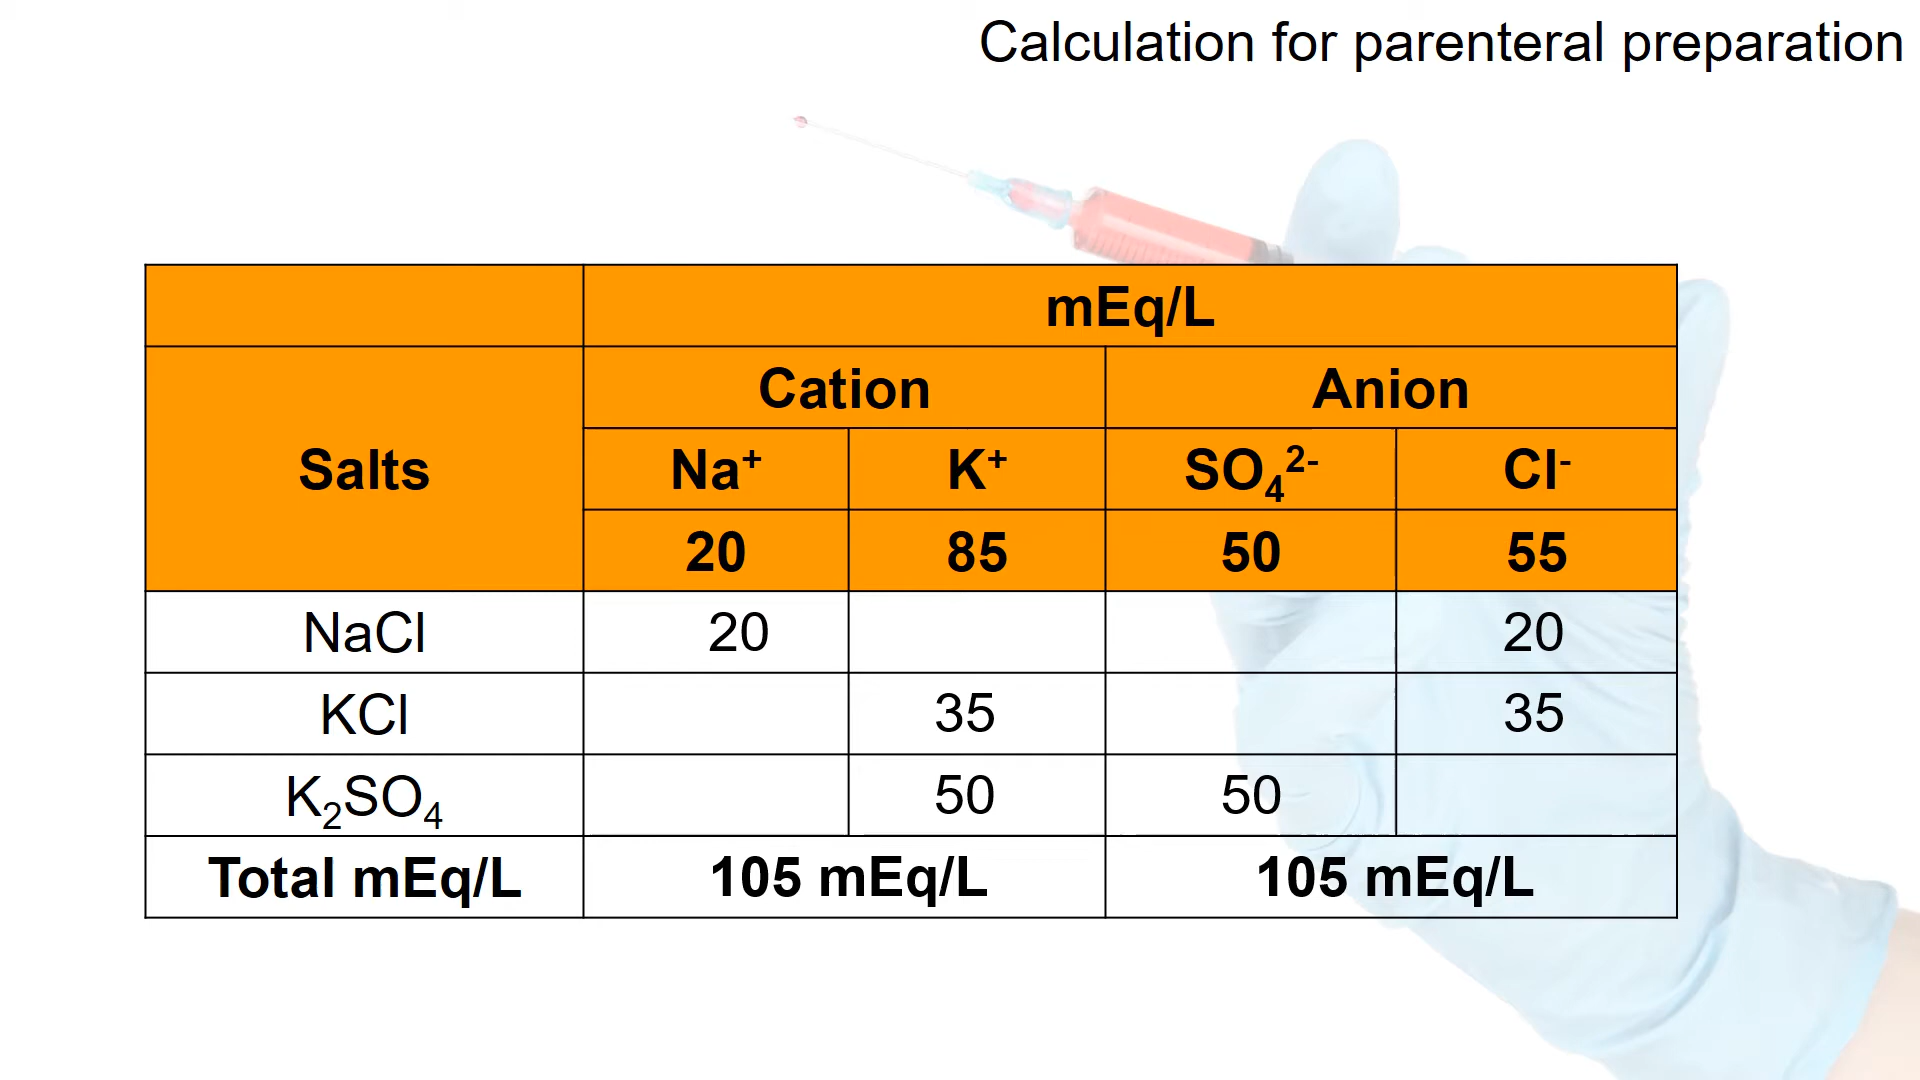 Calculation for parenteral preparation
mEq/L
Salts
Cation
Anion
Na⁺
K⁺
SO₄²⁻
Cl⁻
20
85
50
55
NaCl
20
20
KCl
35
35
K₂SO₄
50
50
Total mEq/L
105 mEq/L
105 mEq/L